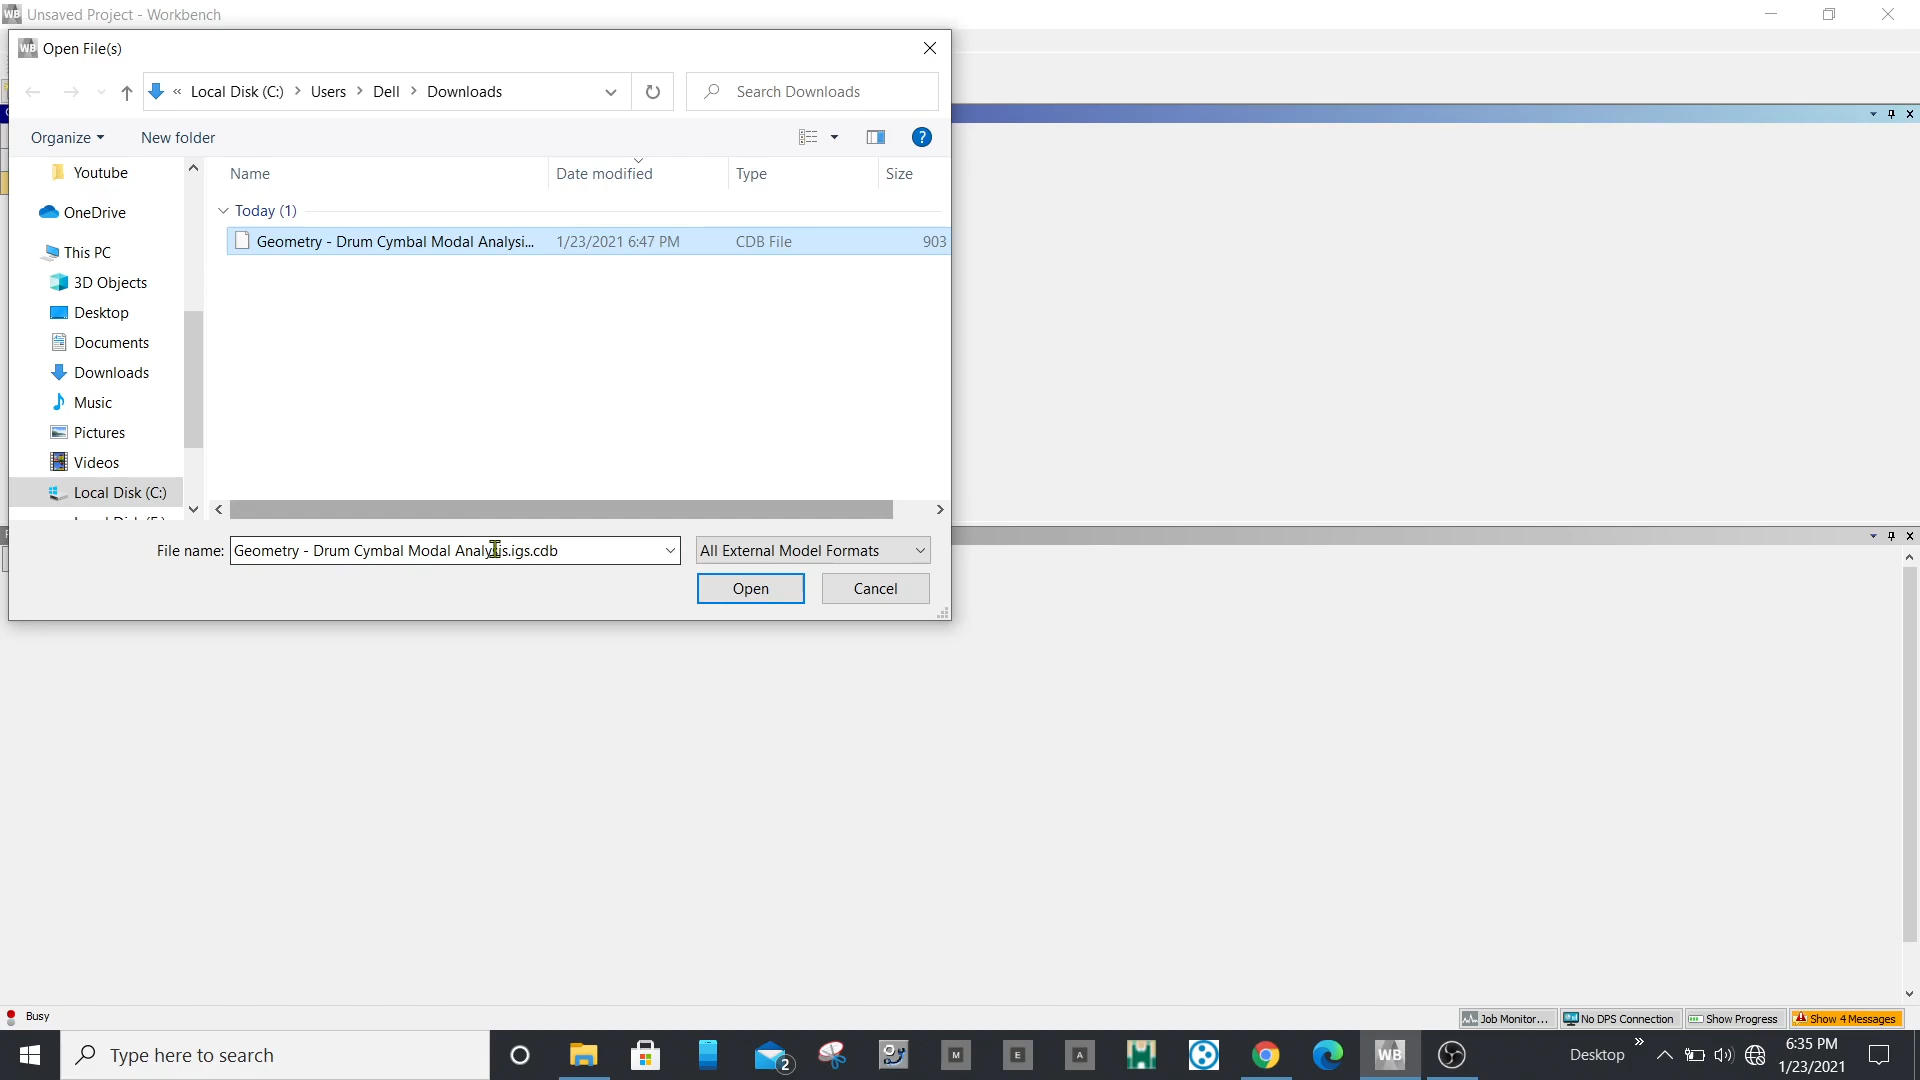 WB Unsaved Project - Workbench
WB Open File(s)
« Local Disk (C:) > Users > Dell > Downloads
Search Downloads
Organize
New folder
?
Name
Date modified
Type
Size
Youtube
OneDrive
This PC
3D Objects
Desktop
Documents
Downloads
Music
Pictures
Videos
Local Disk (C:)
Today (1)
Geometry - Drum Cymbal Modal Analysi... 1/23/2021 6:47 PM CDB File 903
File name: Geometry - Drum Cymbal Modal Analysis.igs.cdb
All External Model Formats
Open
Cancel
Busy
Job Monitor...
No DPS Connection
Show Progress
Show 4 Messages
Type here to search
2
M
E
A
WB
Desktop
»
6:35 PM
1/23/2021